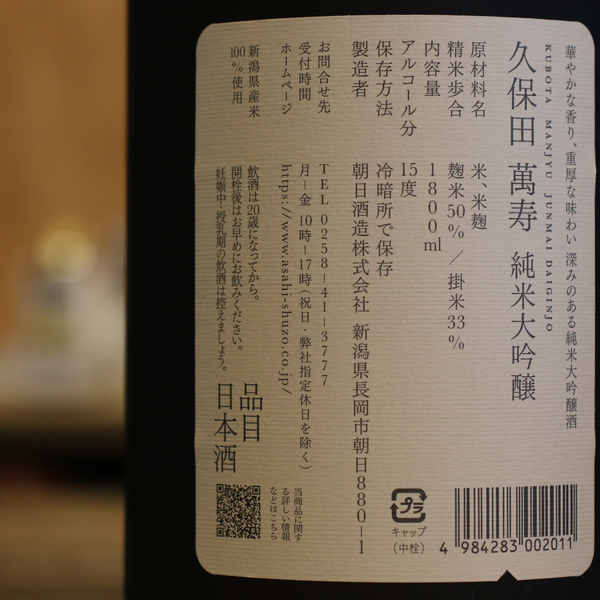 華やかな香り、重厚な味わい 深みのある純米大吟醸酒
KUBOTA MANJYU JUNMAI DAIGINJO
久保田 萬寿 純米大吟醸
原材料名 米、米麹
精米歩合 麹米50% ／ 掛米33%
内容量 1800ml
アルコール分 15度
保存方法 冷暗所で保存
製造者 朝日酒造株式会社 新潟県長岡市朝日880-1
お問合せ先 TEL 0258-41-3777
受付時間 月－金 10時－17時（祝日・弊社指定休日を除く）
ホームページ https://www.asahi-shuzo.co.jp/
新潟県産米
100%使用
飲酒は20歳になってから。
開栓後はお早めにお飲みください。
妊娠中・授乳期の飲酒は控えましょう。
品目
日本酒
当商品に関す
る詳しい情報
などはこちら
プラ
キャップ
（中栓）
4 984283 002011